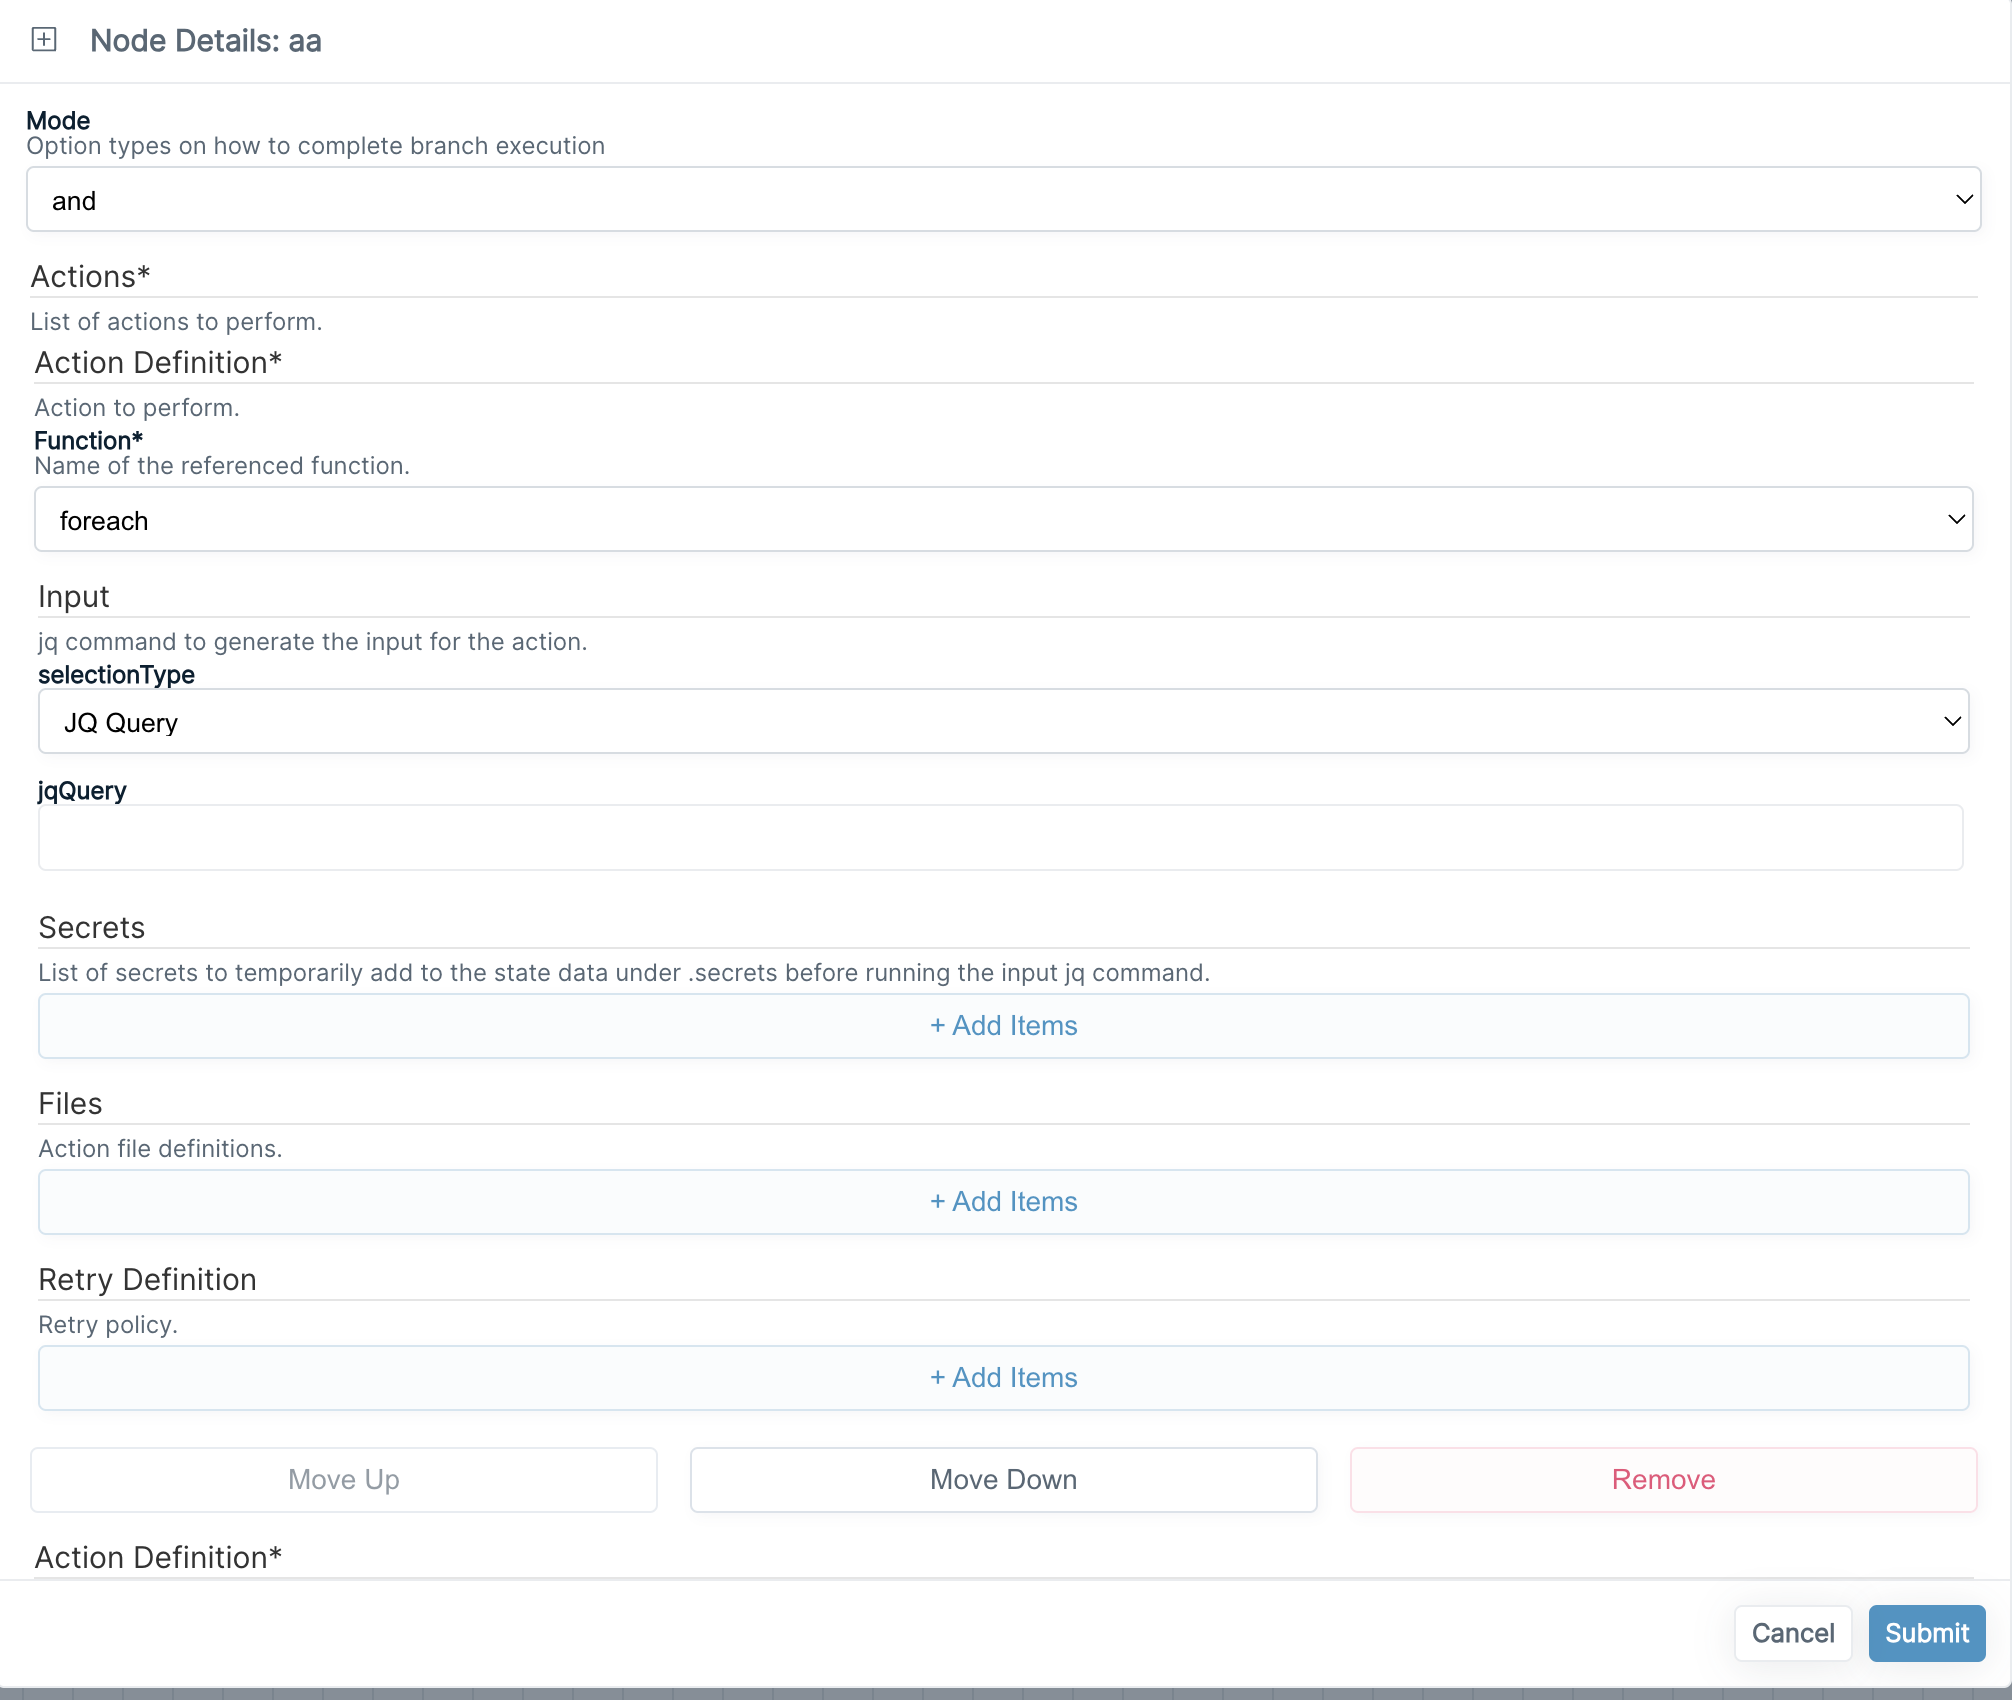 Node Details: aa
Mode
Option types on how to complete branch execution
and
Actions*
List of actions to perform.
Action Definition*
Action to perform.
Function*
Name of the referenced function.
foreach
Input
jq command to generate the input for the action.
selectionType
JQ Query
jqQuery
Secrets
List of secrets to temporarily add to the state data under .secrets before running the input jq command.
+ Add Items
Files
Action file definitions.
+ Add Items
Retry Definition
Retry policy.
+ Add Items
Move Up Move Down Remove
Action Definition*
Cancel Submit